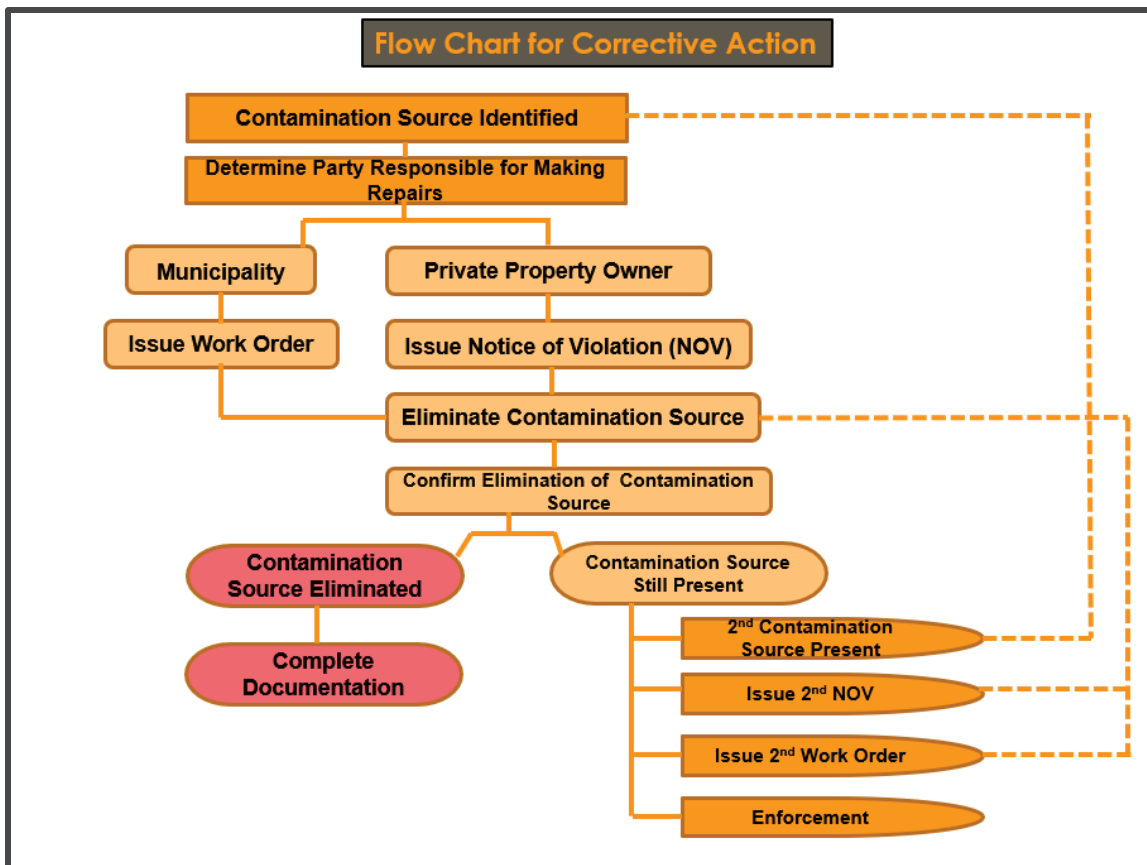 Flow Chart for Corrective Action
Contamination Source Identified
Determine Party Responsible for Making
Repairs
Municipality
Private Property Owner
Issue Work Order
Issue Notice of Violation (NOV)
Eliminate Contamination Source
Confirm Elimination of Contamination
Source
Contamination
Source Eliminated
Contamination Source
Still Present
2nd Contamination
Source Present
Complete
Documentation
Issue 2nd NOV
Issue 2nd Work Order
Enforcement